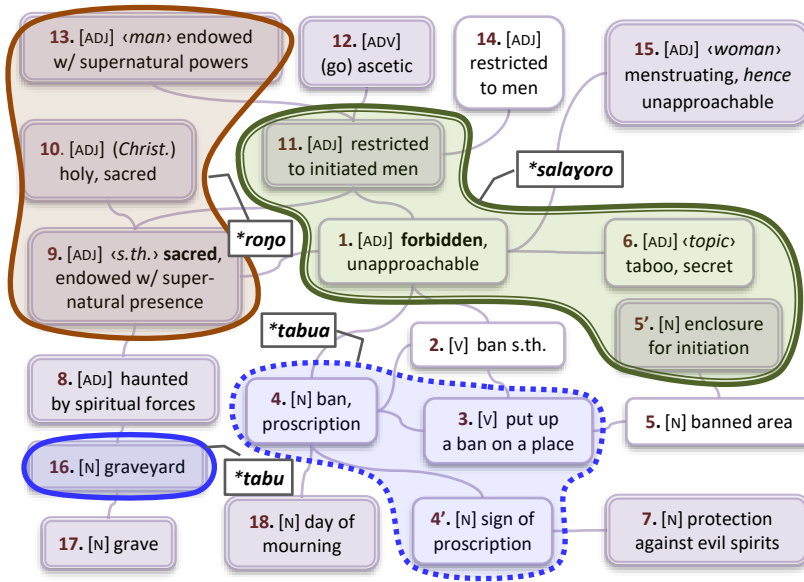 13. [ADJ] ‹man› endowed
w/ supernatural powers
12. [ADV]
(go) ascetic
14. [ADJ]
restricted
to men
15. [ADJ] ‹woman›
menstruating, hence
unapproachable
10. [ADJ] (Christ.)
holy, sacred
11. [ADJ] restricted
to initiated men
*salaɣoro
*roŋo
9. [ADJ] ‹s.th.› sacred,
endowed w/ super-
natural presence
1. [ADJ] forbidden,
unapproachable
6. [ADJ] ‹topic›
taboo, secret
*tabua
2. [V] ban s.th.
5’. [N] enclosure
for initiation
8. [ADJ] haunted
by spiritual forces
4. [N] ban,
proscription
3. [V] put up
a ban on a place
5. [N] banned area
16. [N] graveyard
*tabu
17. [N] grave
18. [N] day of
mourning
4’. [N] sign of
proscription
7. [N] protection
against evil spirits